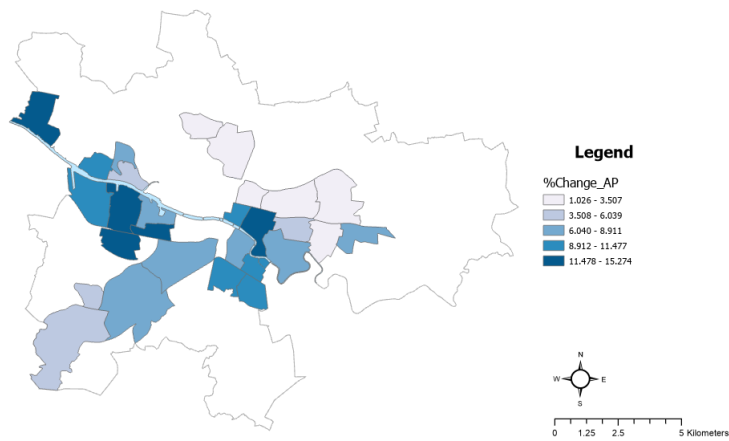 Legend
%Change_AP
1.026 - 3.507
3.508 - 6.039
6.040 - 8.911
8.912 - 11.477
11.478 - 15.274
N
W E
S
0 1.25 2.5 5 Kilometers